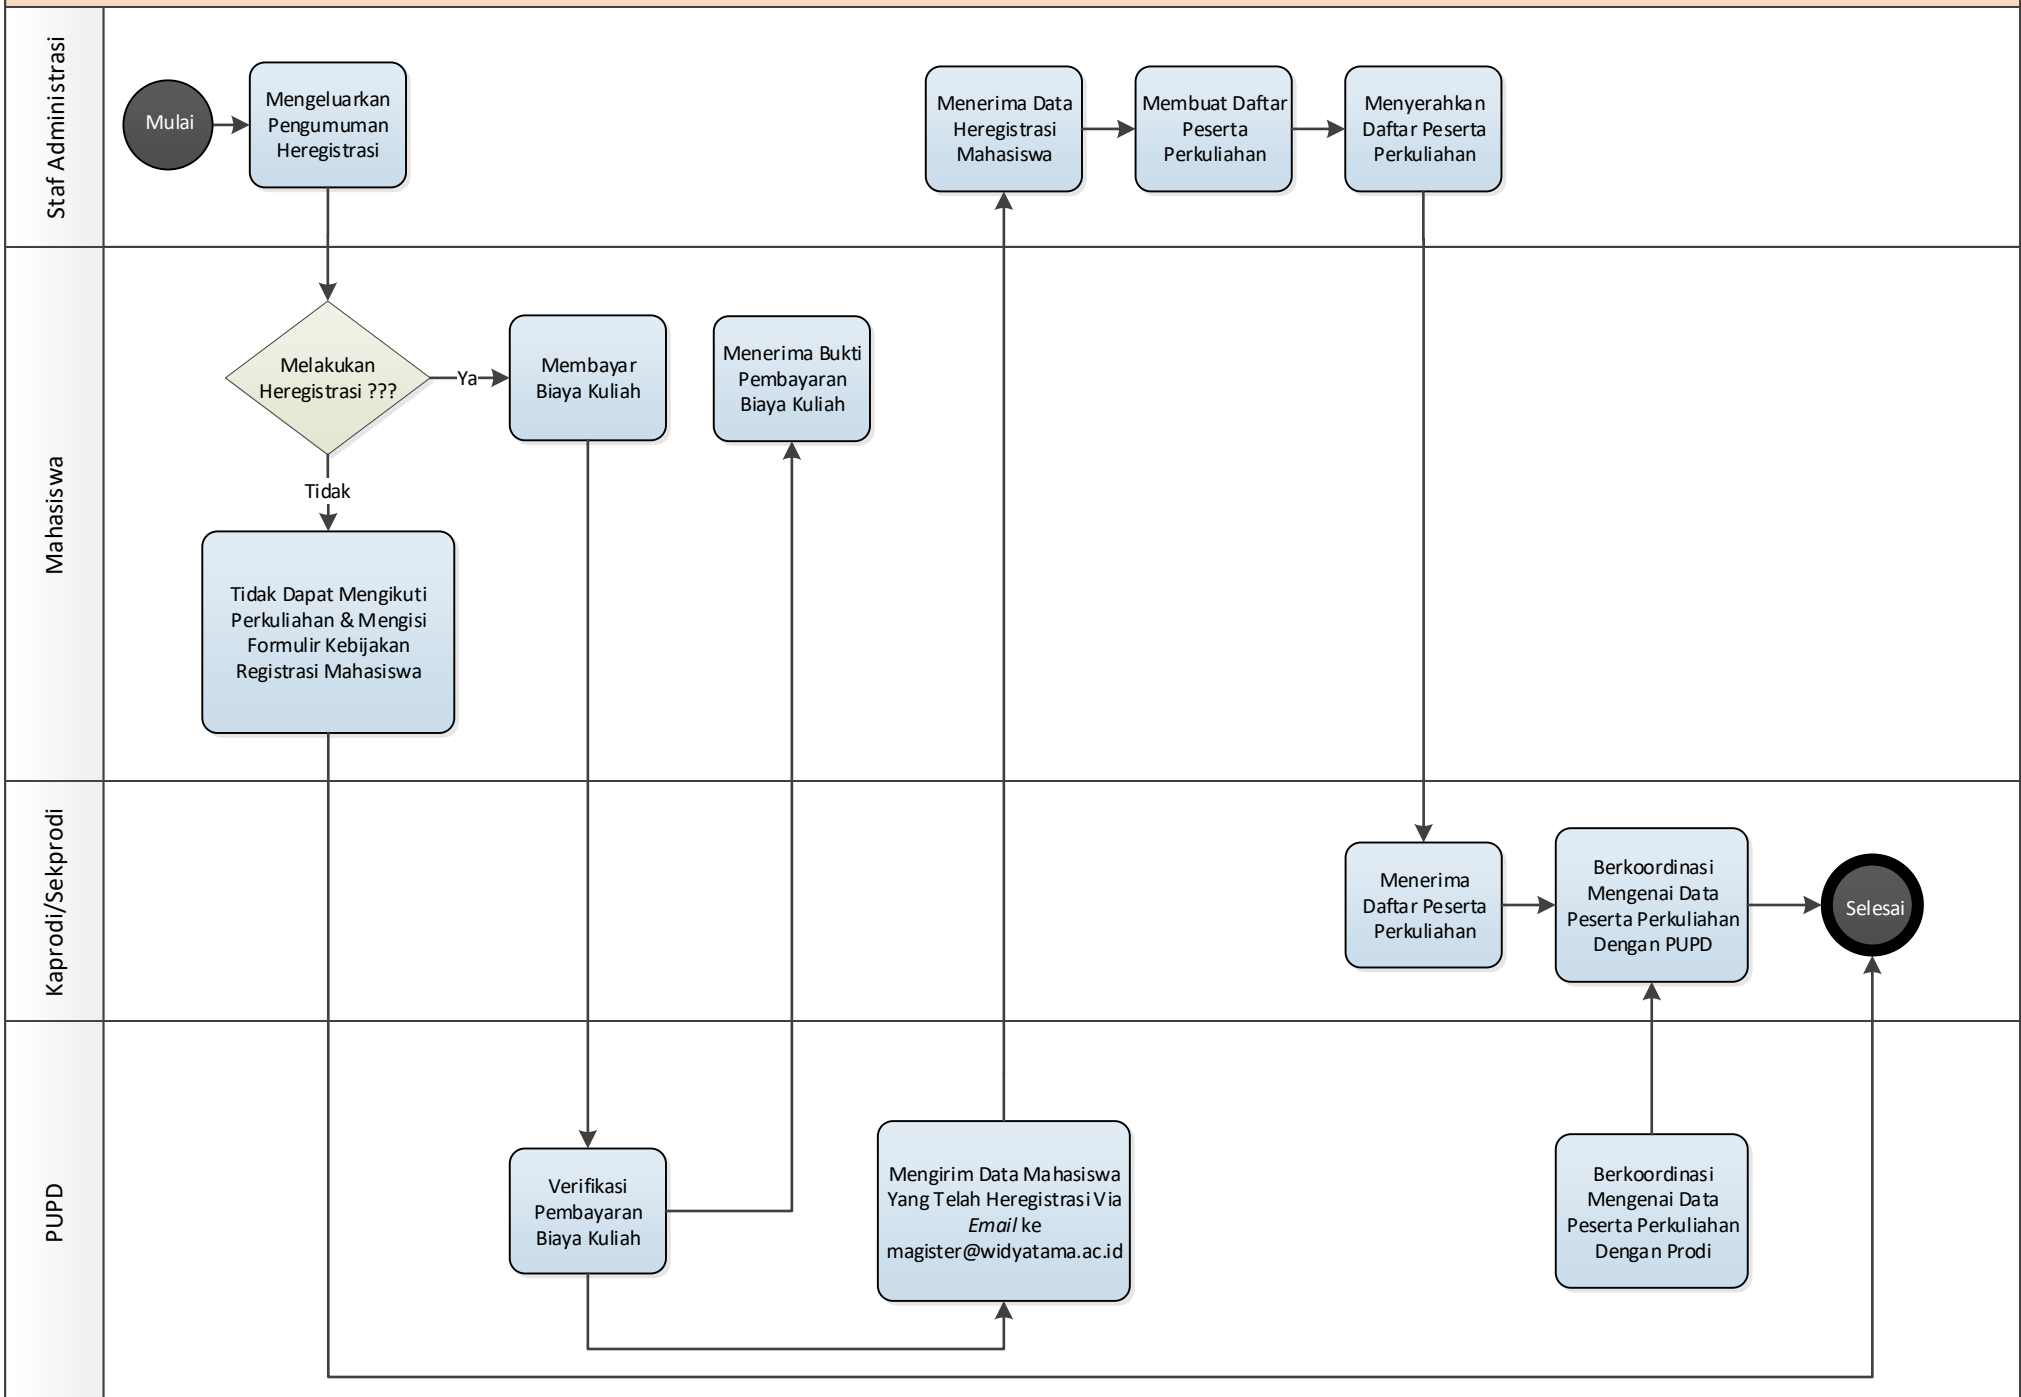 Staf Administrasi
Mulai
Mengeluarkan
Pengumuman
Heregistrasi
Menerima Data
Heregistrasi
Mahasiswa
Membuat Daftar
Peserta
Perkuliahan
Menyerahkan
Daftar Peserta
Perkuliahan
Mahasiswa
Melakukan
Heregistrasi ???
Ya
Membayar
Biaya Kuliah
Menerima Bukti
Pembayaran
Biaya Kuliah
Tidak
Tidak Dapat Mengikuti
Perkuliahan & Mengisi
Formulir Kebijakan
Registrasi Mahasiswa
Kaprodi/Sekprodi
Menerima
Daftar Peserta
Perkuliahan
Berkoordinasi
Mengenai Data
Peserta Perkuliahan
Dengan PUPD
Selesai
PUPD
Verifikasi
Pembayaran
Biaya Kuliah
Mengirim Data Mahasiswa
Yang Telah Heregistrasi Via
Email ke
magister@widyatama.ac.id
Berkoordinasi
Mengenai Data
Peserta Perkuliahan
Dengan Prodi